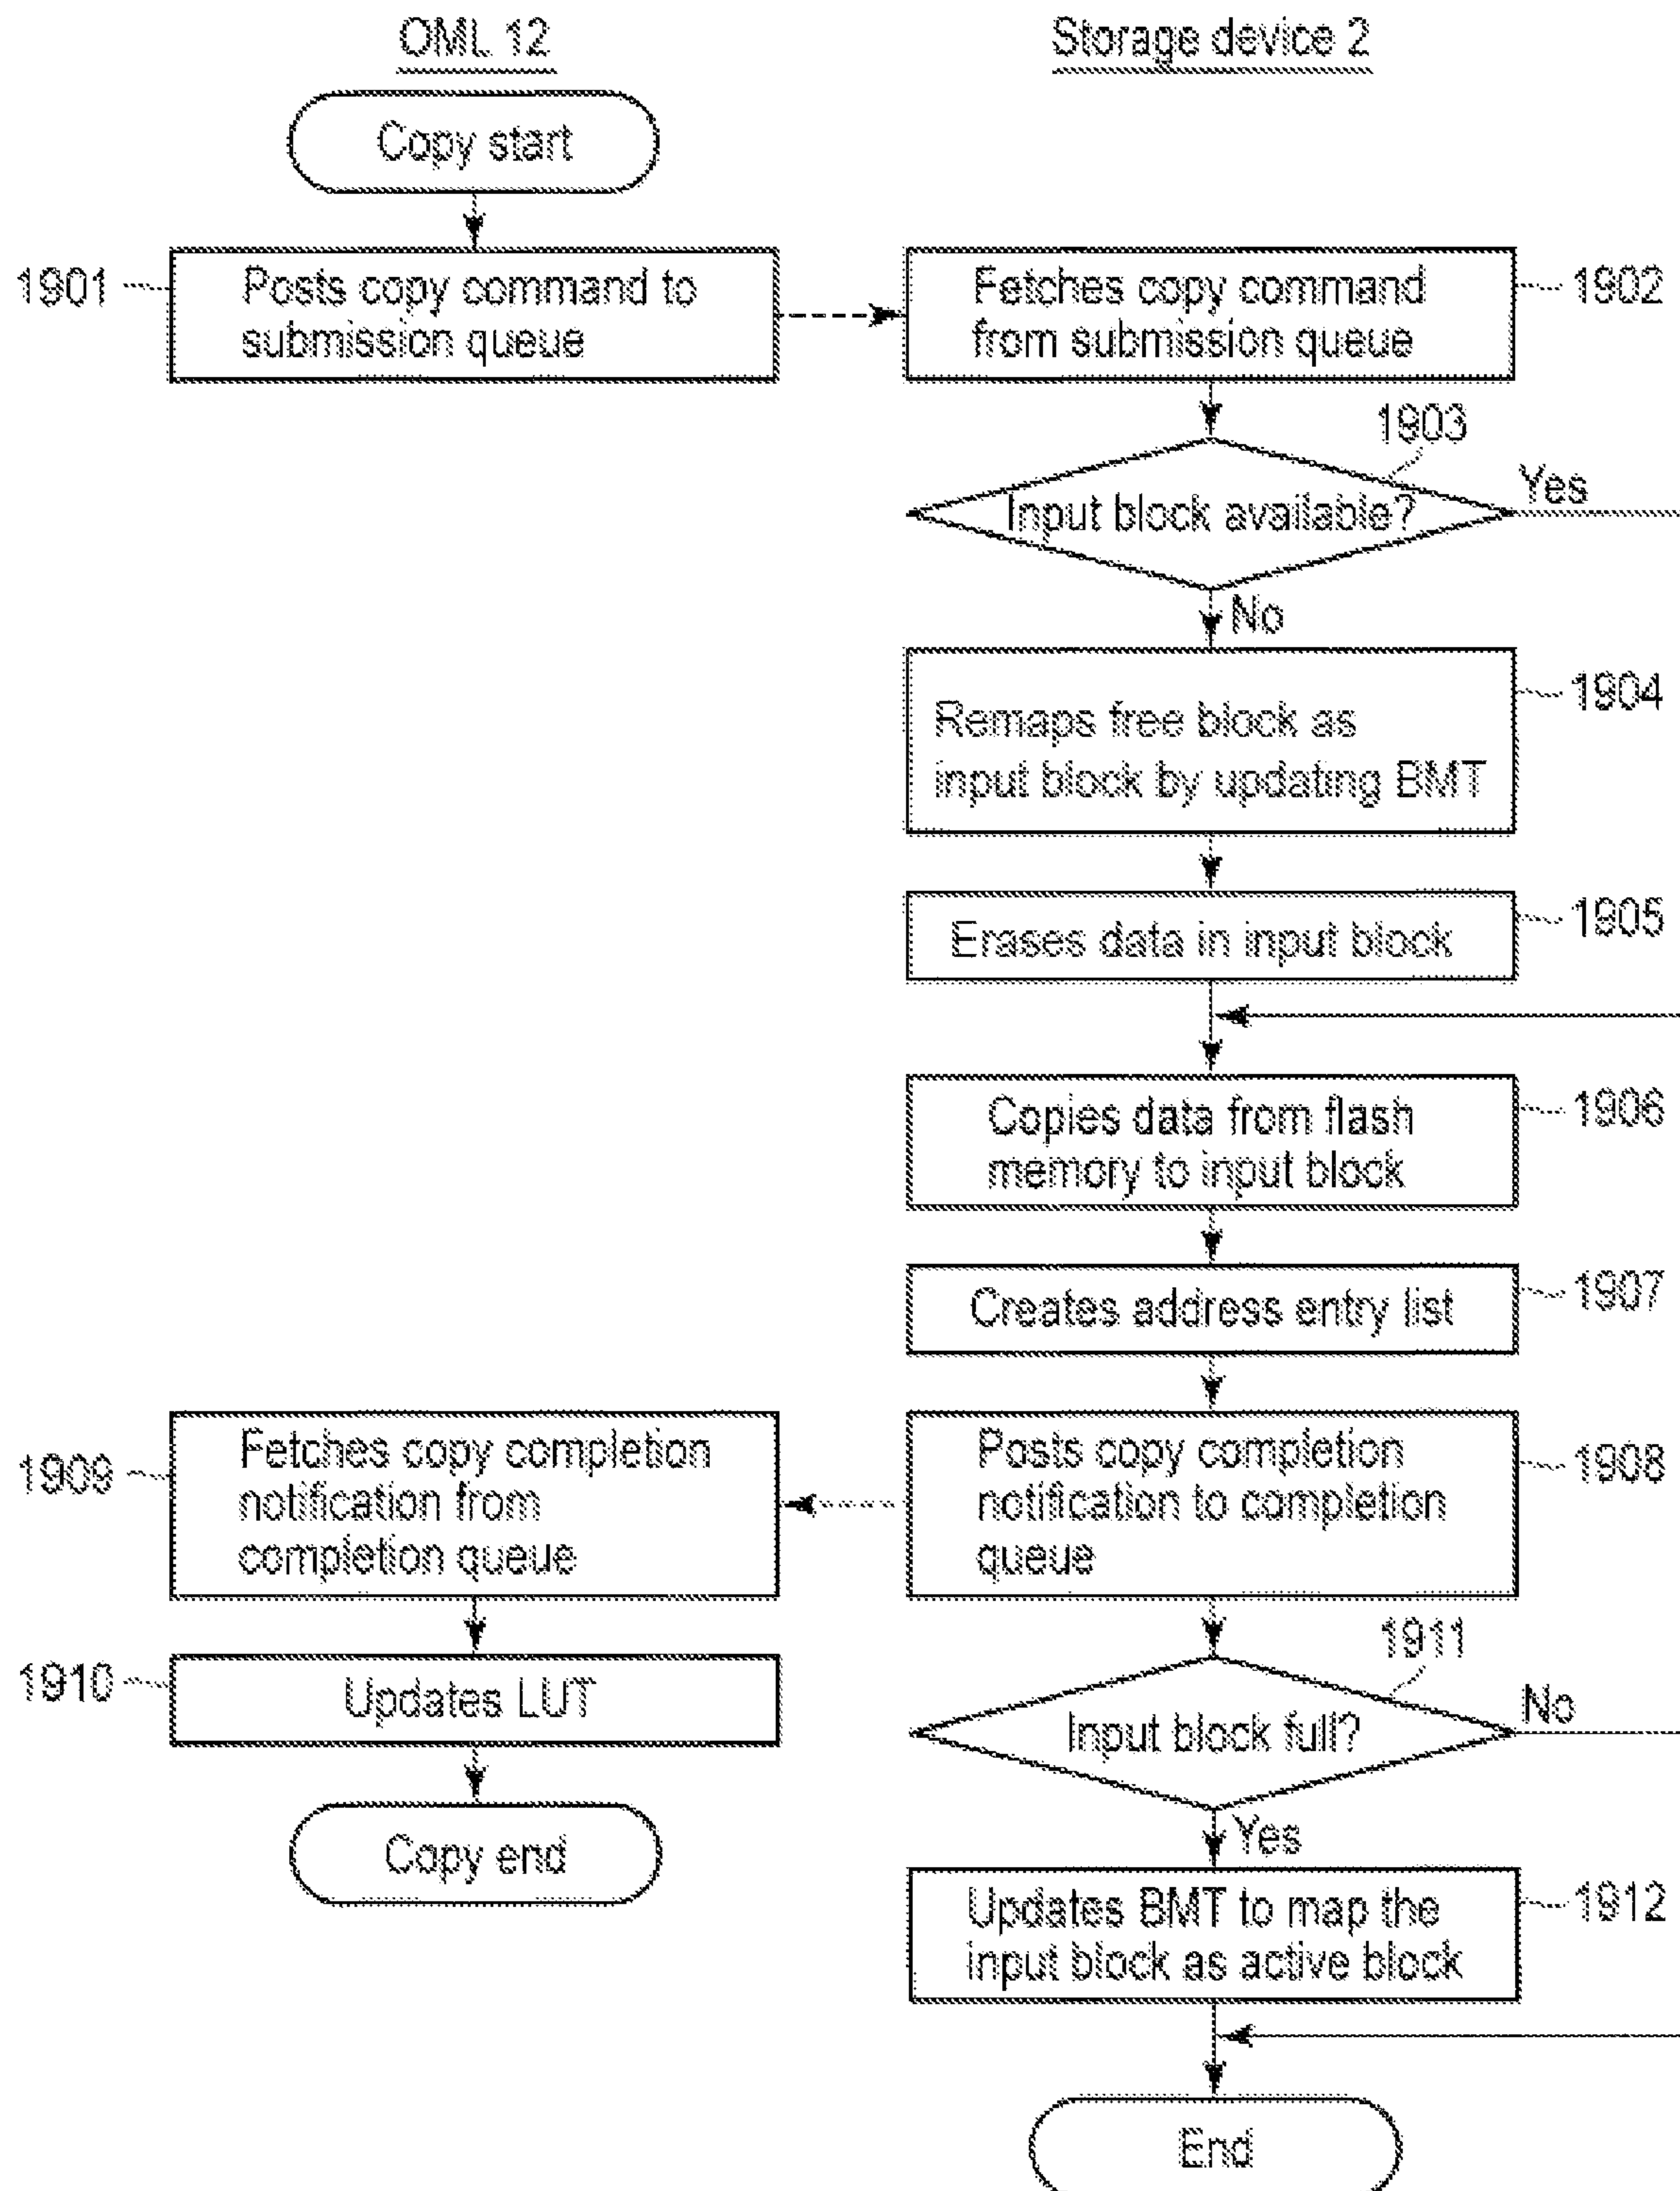 OML 12
Storage device 2
Copy start
1901
Posts copy command to
submission queue
Fetches copy command
from submission queue
1902
1903
Input block available?
Yes
No
Remaps free block as
input block by updating BMT
1904
Erases data in input block
1905
Copies data from flash
memory to input block
1906
Creates address entry list
1907
1909
Fetches copy completion
notification from
completion queue
Posts copy completion
notification to completion
queue
1908
1910
Updates LUT
1911
Input block full?
No
Yes
Copy end
Updates BMT to map the
input block as active block
1912
End